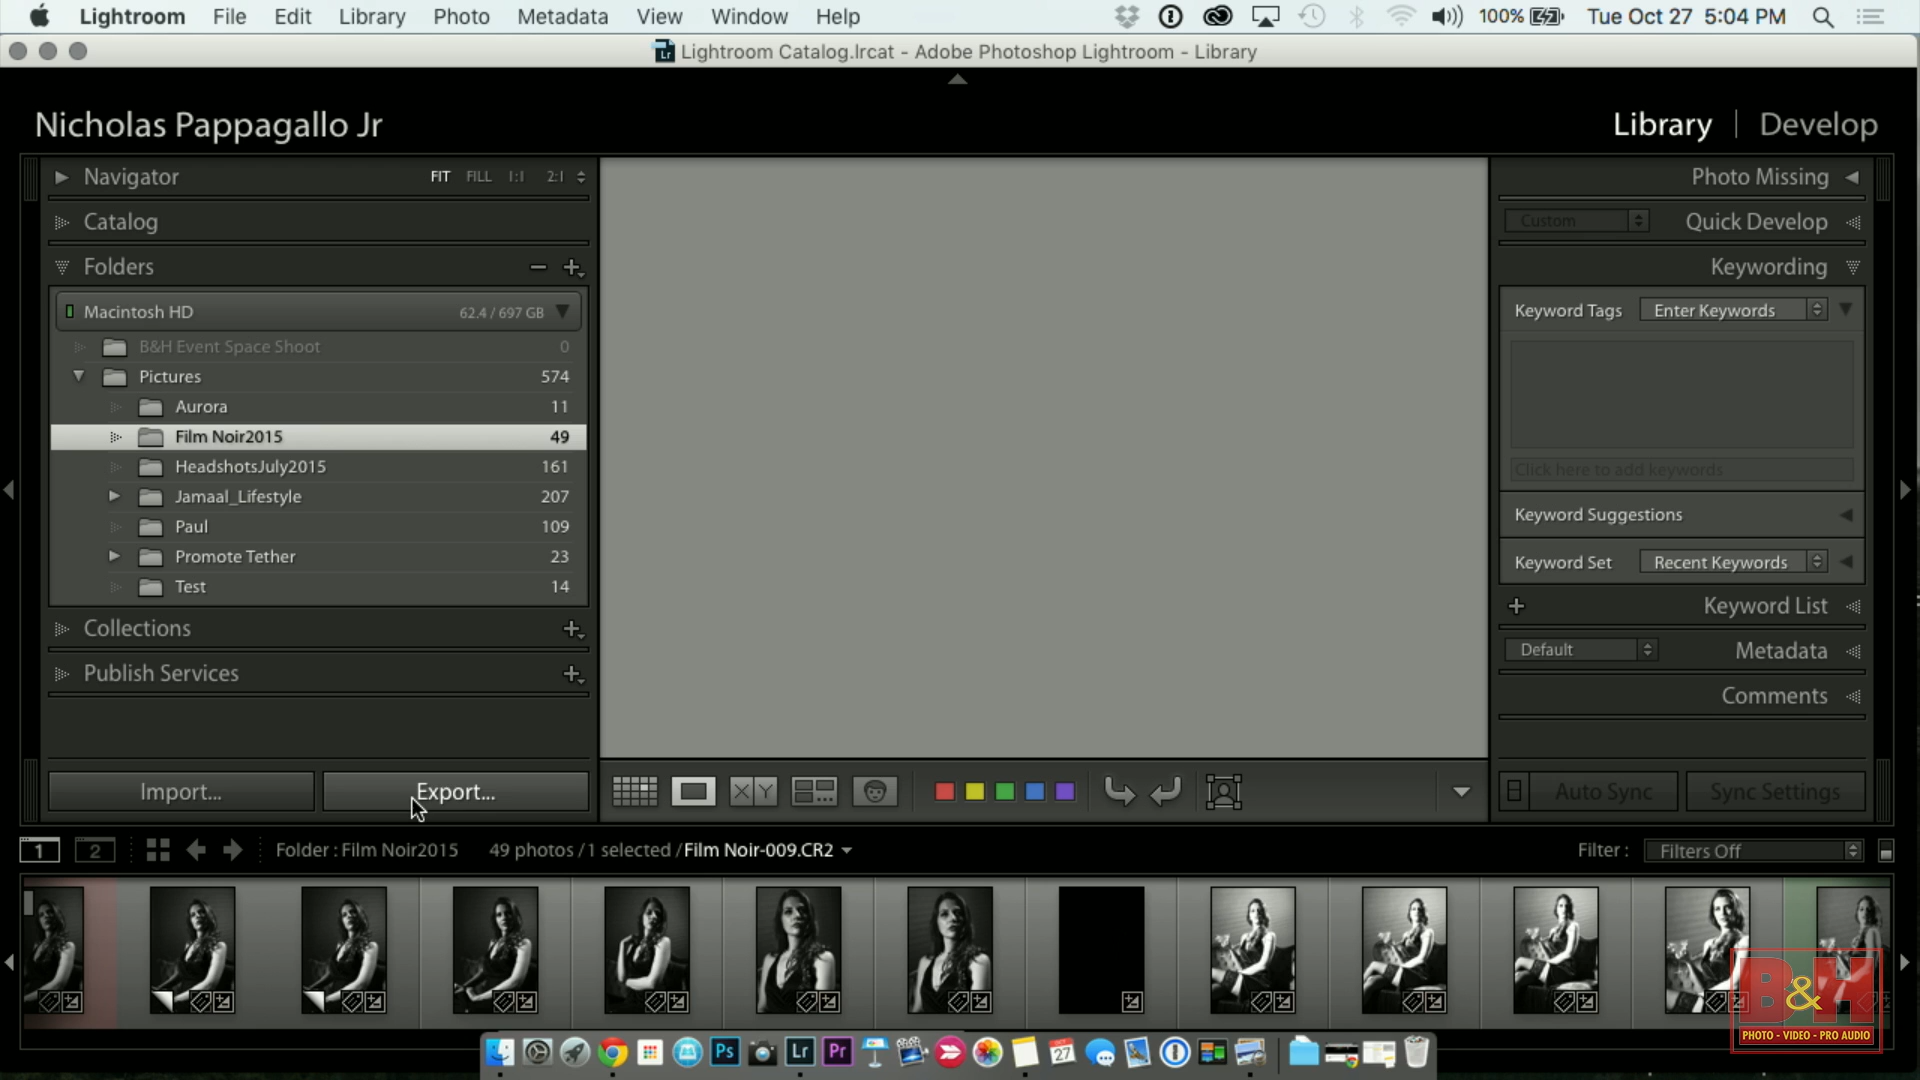 Lightroom File Edit Library Photo Metadata View Window Help 100% Tue Oct 27 5:04 PM
Lightroom Catalog.lrcat - Adobe Photoshop Lightroom - Library
Nicholas Pappagallo Jr
Library | Develop
Navigator FIT FILL 1:1 2:1
Catalog
Folders
Macintosh HD 62.4 / 697 GB
B&H Event Space Shoot 0
Pictures 574
Aurora 11
Film Noir2015 49
HeadshotsJuly2015 161
Jamaal_Lifestyle 207
Paul 109
Promote Tether 23
Test 14
Collections
Publish Services
Import... Export...
Photo Missing
Custom Quick Develop
Keywording
Keyword Tags Enter Keywords
Click here to add keywords
Keyword Suggestions
Keyword Set Recent Keywords
Keyword List
Default Metadata
Comments
XY
Auto Sync Sync Settings
1 2 Folder : Film Noir2015 49 photos / 1 selected / Film Noir-009.CR2 Filter : Filters Off
B&H
PHOTO - VIDEO - PRO AUDIO
Ps Lr Pr 27